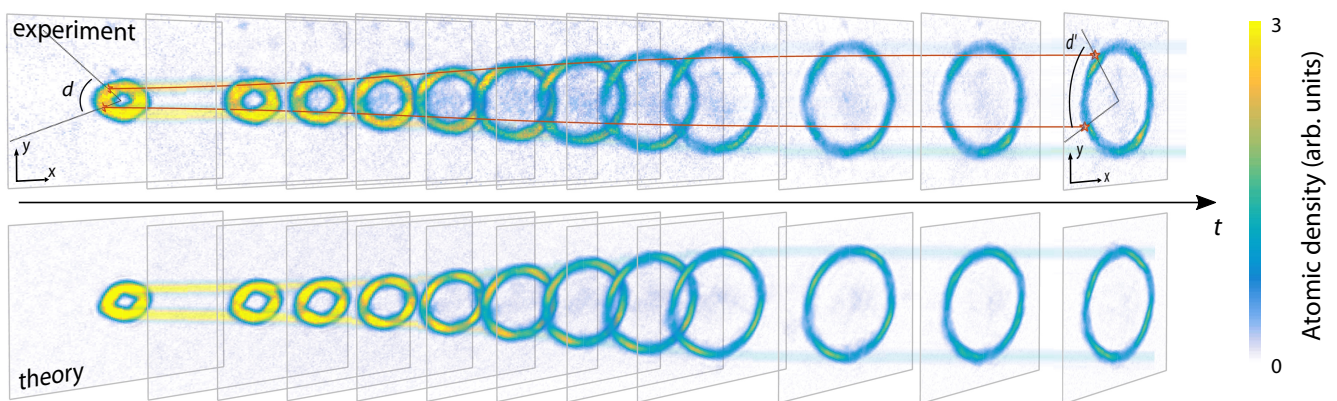 experiment
d
y
x
d'
y
x
t
theory
3
Atomic density (arb. units)
0